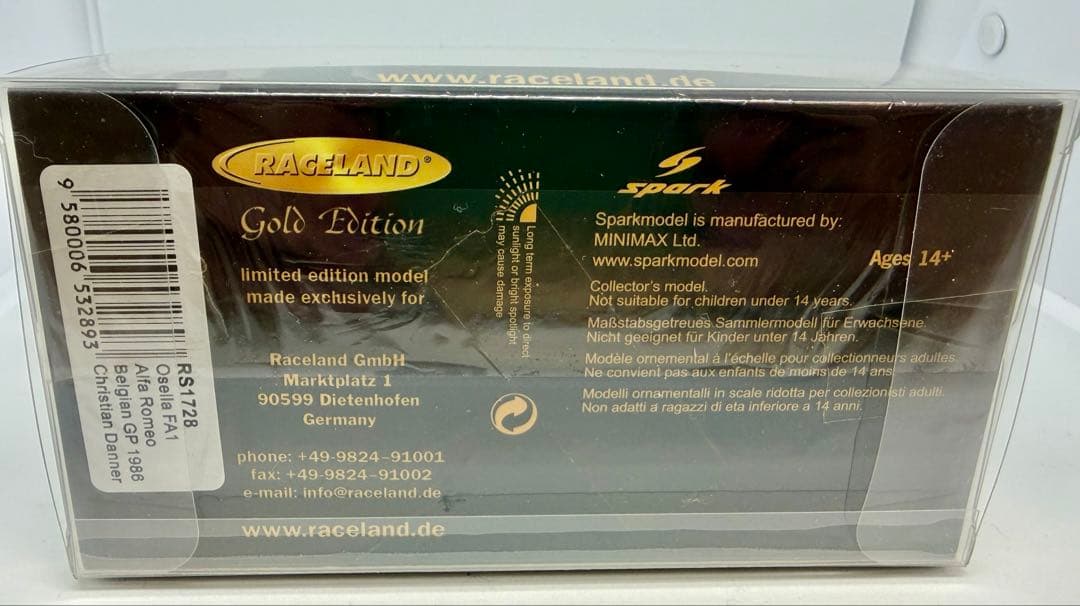 www.raceland.de
RACELAND®
Gold Edition
limited edition model
made exclusively for
Raceland GmbH
Marktplatz 1
90599 Dietenhofen
Germany
phone: +49-9824-91001
fax: +49-9824-91002
e-mail: info@raceland.de
www.raceland.de
9 580006 532893
RS1728
Osella FA1
Alfa Romeo
Belgian GP 1986
Christian Danner
Long term exposure to direct
sunlight or bright spotlight
may cause damage
spark
Sparkmodel is manufactured by:
MINIMAX Ltd.
www.sparkmodel.com
Ages 14+
Collector's model.
Not suitable for children under 14 years.
Maßstabsgetreues Sammlermodell für Erwachsene.
Nicht geeignet für Kinder unter 14 Jahren.
Modèle ornemental à l'échelle pour collectionneurs adultes.
Ne convient pas aux enfants de moins de 14 ans.
Modelli ornamentalli in scale ridotta per collezionisti adulti.
Non adatti a ragazzi di eta inferiore a 14 anni.